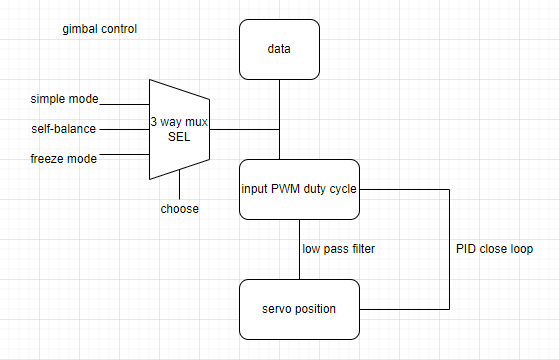 gimbal control
data
simple mode
self-balance
freeze mode
3 way mux
SEL
choose
input PWM duty cycle
low pass filter
PID close loop
servo position